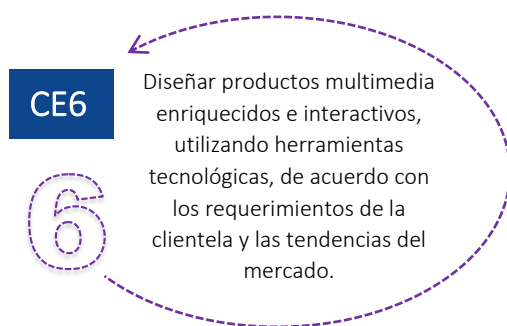 CE6
6
Diseñar productos multimedia
enriquecidos e interactivos,
utilizando herramientas
tecnológicas, de acuerdo con
los requerimientos de la
clientela y las tendencias del
mercado.